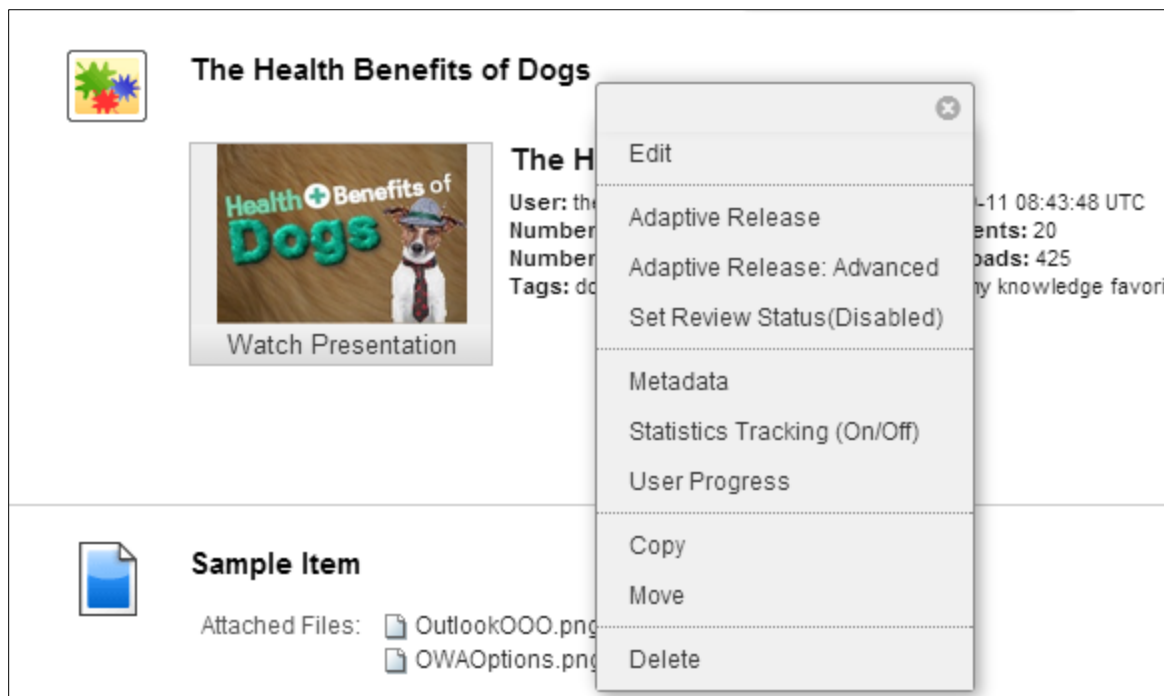 The Health Benefits of Dogs
Health + Benefits of
Dogs
Watch Presentation
The H
User: the
-11 08:43:48 UTC
Number
ents: 20
Number
oads: 425
Tags: do
y knowledge favori
Edit
Adaptive Release
Adaptive Release: Advanced
Set Review Status(Disabled)
Metadata
Statistics Tracking (On/Off)
User Progress
Copy
Move
Delete
Sample Item
Attached Files: OutlookOOO.png
OWAOptions.png